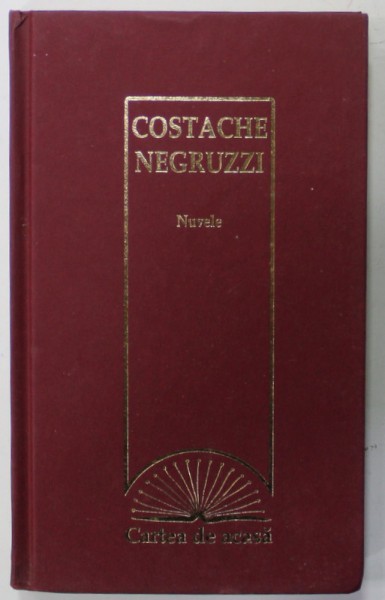 COSTACHE
NEGRUZZI
Nuvele
Cartea de acasă